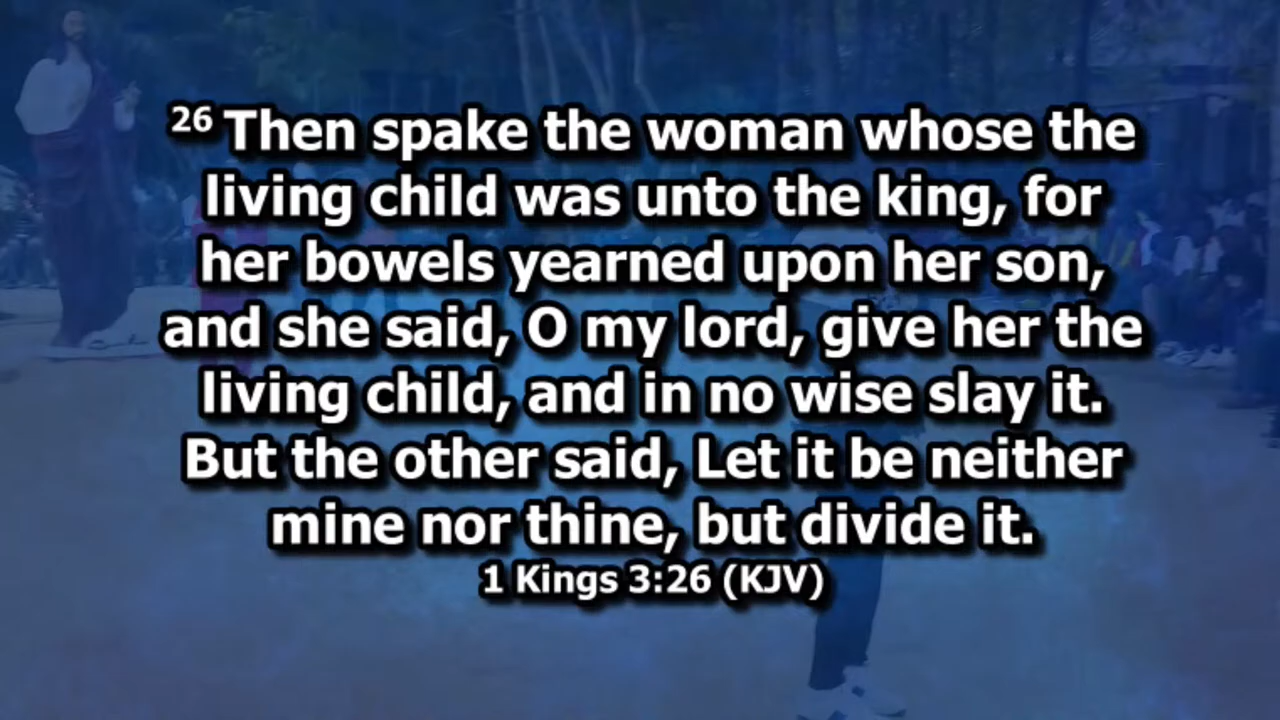 26 Then spake the woman whose the
living child was unto the king, for
her bowels yearned upon her son,
and she said, O my lord, give her the
living child, and in no wise slay it.
But the other said, Let it be neither
mine nor thine, but divide it.
1 Kings 3:26 (KJV)